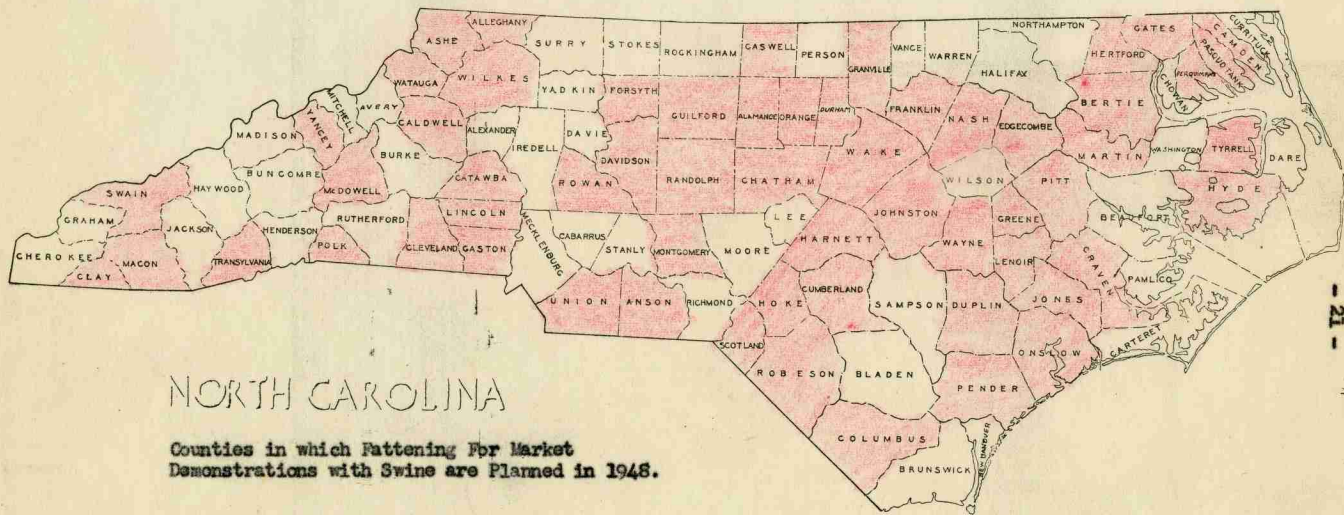 ALLEGHANY
ASHE
SURRY
STOKES
ROCKINGHAM
CASWELL
PERSON
GRANVILLE
VANCE
WARREN
NORTHAMPTON
HALIFAX
HERTFORD
GATES
CURRITUCK
CAMDEN
PASQUOTANK
PERQUIMANS
CHOWAN
WATAUGA
WILKES
YADKIN
FORSYTH
GUILFORD
ALAMANCE
ORANGE
DURHAM
FRANKLIN
NASH
EDGECOMBE
BERTIE
MARTIN
WASHINGTON
TYRRELL
DARE
MITCHELL
AVERY
YANCEY
CALDWELL
ALEXANDER
IREDELL
DAVIE
DAVIDSON
RANDOLPH
CHATHAM
WAKE
WILSON
PITT
BEAUFORT
HYDE
MADISON
BUNCOMBE
BURKE
McDOWELL
CATAWBA
ROWAN
SWAIN
HAYWOOD
GRAHAM
JACKSON
HENDERSON
RUTHERFORD
LINCOLN
CHEROKEE
MACON
CLAY
TRANSYLVANIA
POLK
CLEVELAND
GASTON
MECKLENBURG
CABARRUS
STANLY
MONTGOMERY
MOORE
LEE
HARNETT
JOHNSTON
WAYNE
GREENE
LENOIR
CRAVEN
PAMLICO
JONES
CARTERET
UNION
ANSON
RICHMOND
HOKE
CUMBERLAND
SAMPSON
DUPLIN
ONSLOW
SCOTLAND
ROBESON
BLADEN
PENDER
COLUMBUS
BRUNSWICK
NEW HANOVER
- 21 -
NORTH CAROLINA
Counties in which Fattening For Market
Demonstrations with Swine are Planned in 1948.